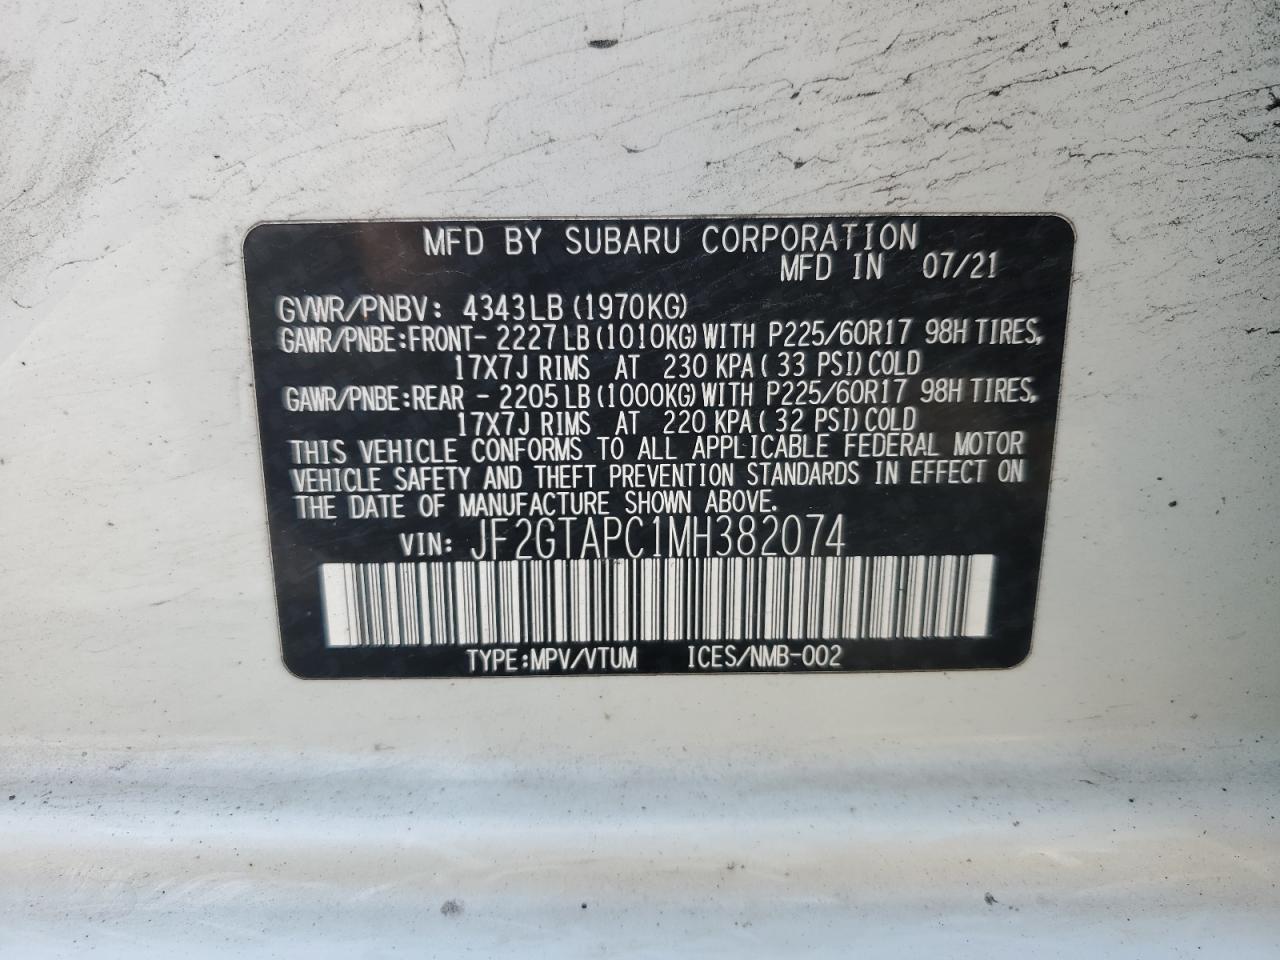 MFD BY SUBARU CORPORATION
MFD IN 07/21
GVWR/PNBV: 4343LB (1970KG)
GAWR/PNBE:FRONT- 2227 LB (1010KG) WITH P225/60R17 98H TIRES,
17X7J RIMS AT 230 KPA ( 33 PSI) COLD
GAWR/PNBE:REAR - 2205 LB (1000KG) WITH P225/60R17 98H TIRES,
17X7J RIMS AT 220 KPA ( 32 PSI) COLD
THIS VEHICLE CONFORMS TO ALL APPLICABLE FEDERAL MOTOR
VEHICLE SAFETY AND THEFT PREVENTION STANDARDS IN EFFECT ON
THE DATE OF MANUFACTURE SHOWN ABOVE.
VIN: JF2GTAPC1MH382074
TYPE:MPV/VTUM ICES/NMB-002